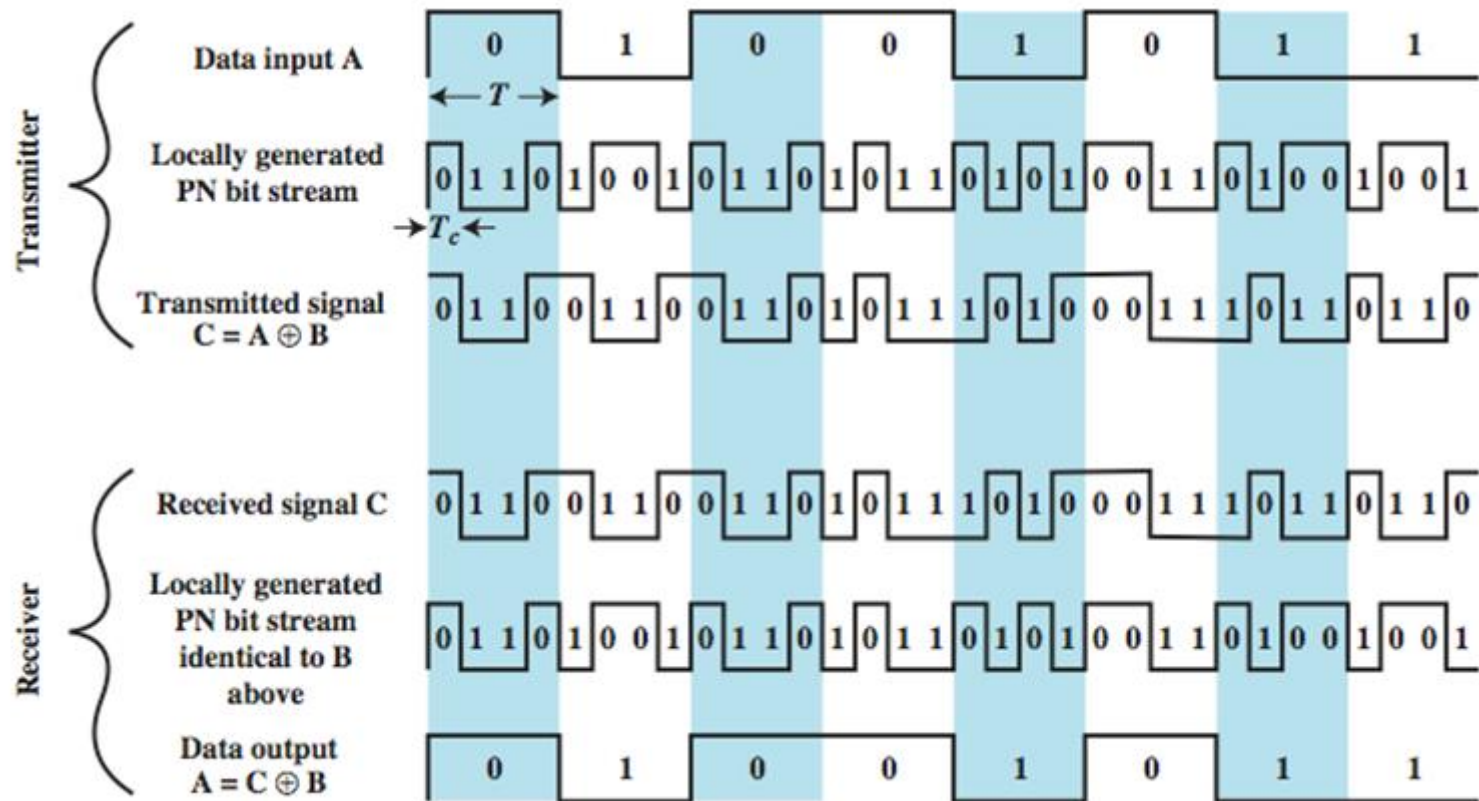 Transmitter
Data input A
0 1 0 0 1 0 1 1
T
Locally generated
PN bit stream
0 1 1 0 1 0 0 1 0 1 1 0 1 0 1 1 0 1 0 1 0 0 1 1 0 1 0 0 1 0 0 1
T c
Transmitted signal
C = A ⊕ B
0 1 1 0 0 1 1 0 0 1 1 0 1 0 1 1 1 0 1 0 0 0 1 1 1 0 1 1 0 1 1 0
Receiver
Received signal C
0 1 1 0 0 1 1 0 0 1 1 0 1 0 1 1 1 0 1 0 0 0 1 1 1 0 1 1 0 1 1 0
Locally generated
PN bit stream
identical to B
above
0 1 1 0 1 0 0 1 0 1 1 0 1 0 1 1 0 1 0 1 0 0 1 1 0 1 0 0 1 0 0 1
Data output
A = C ⊕ B
0 1 0 0 1 0 1 1